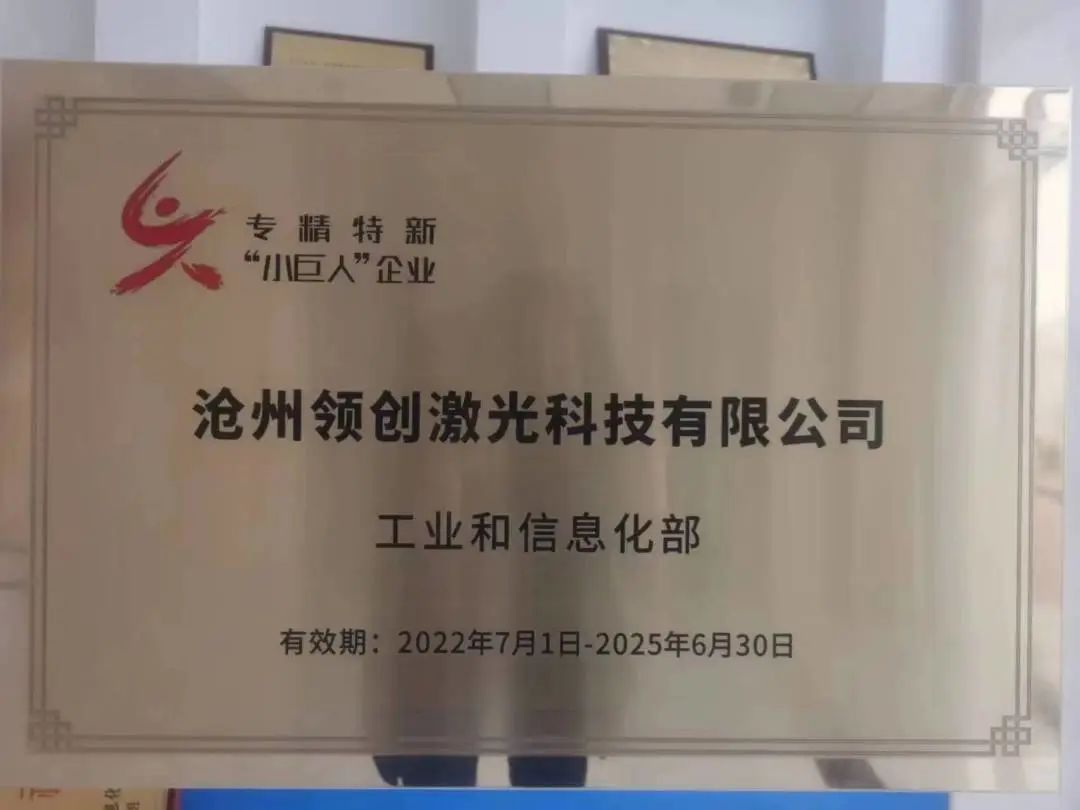 专精特新
“小巨人”企业
沧州领创激光科技有限公司
工业和信息化部
有效期：2022年7月1日-2025年6月30日